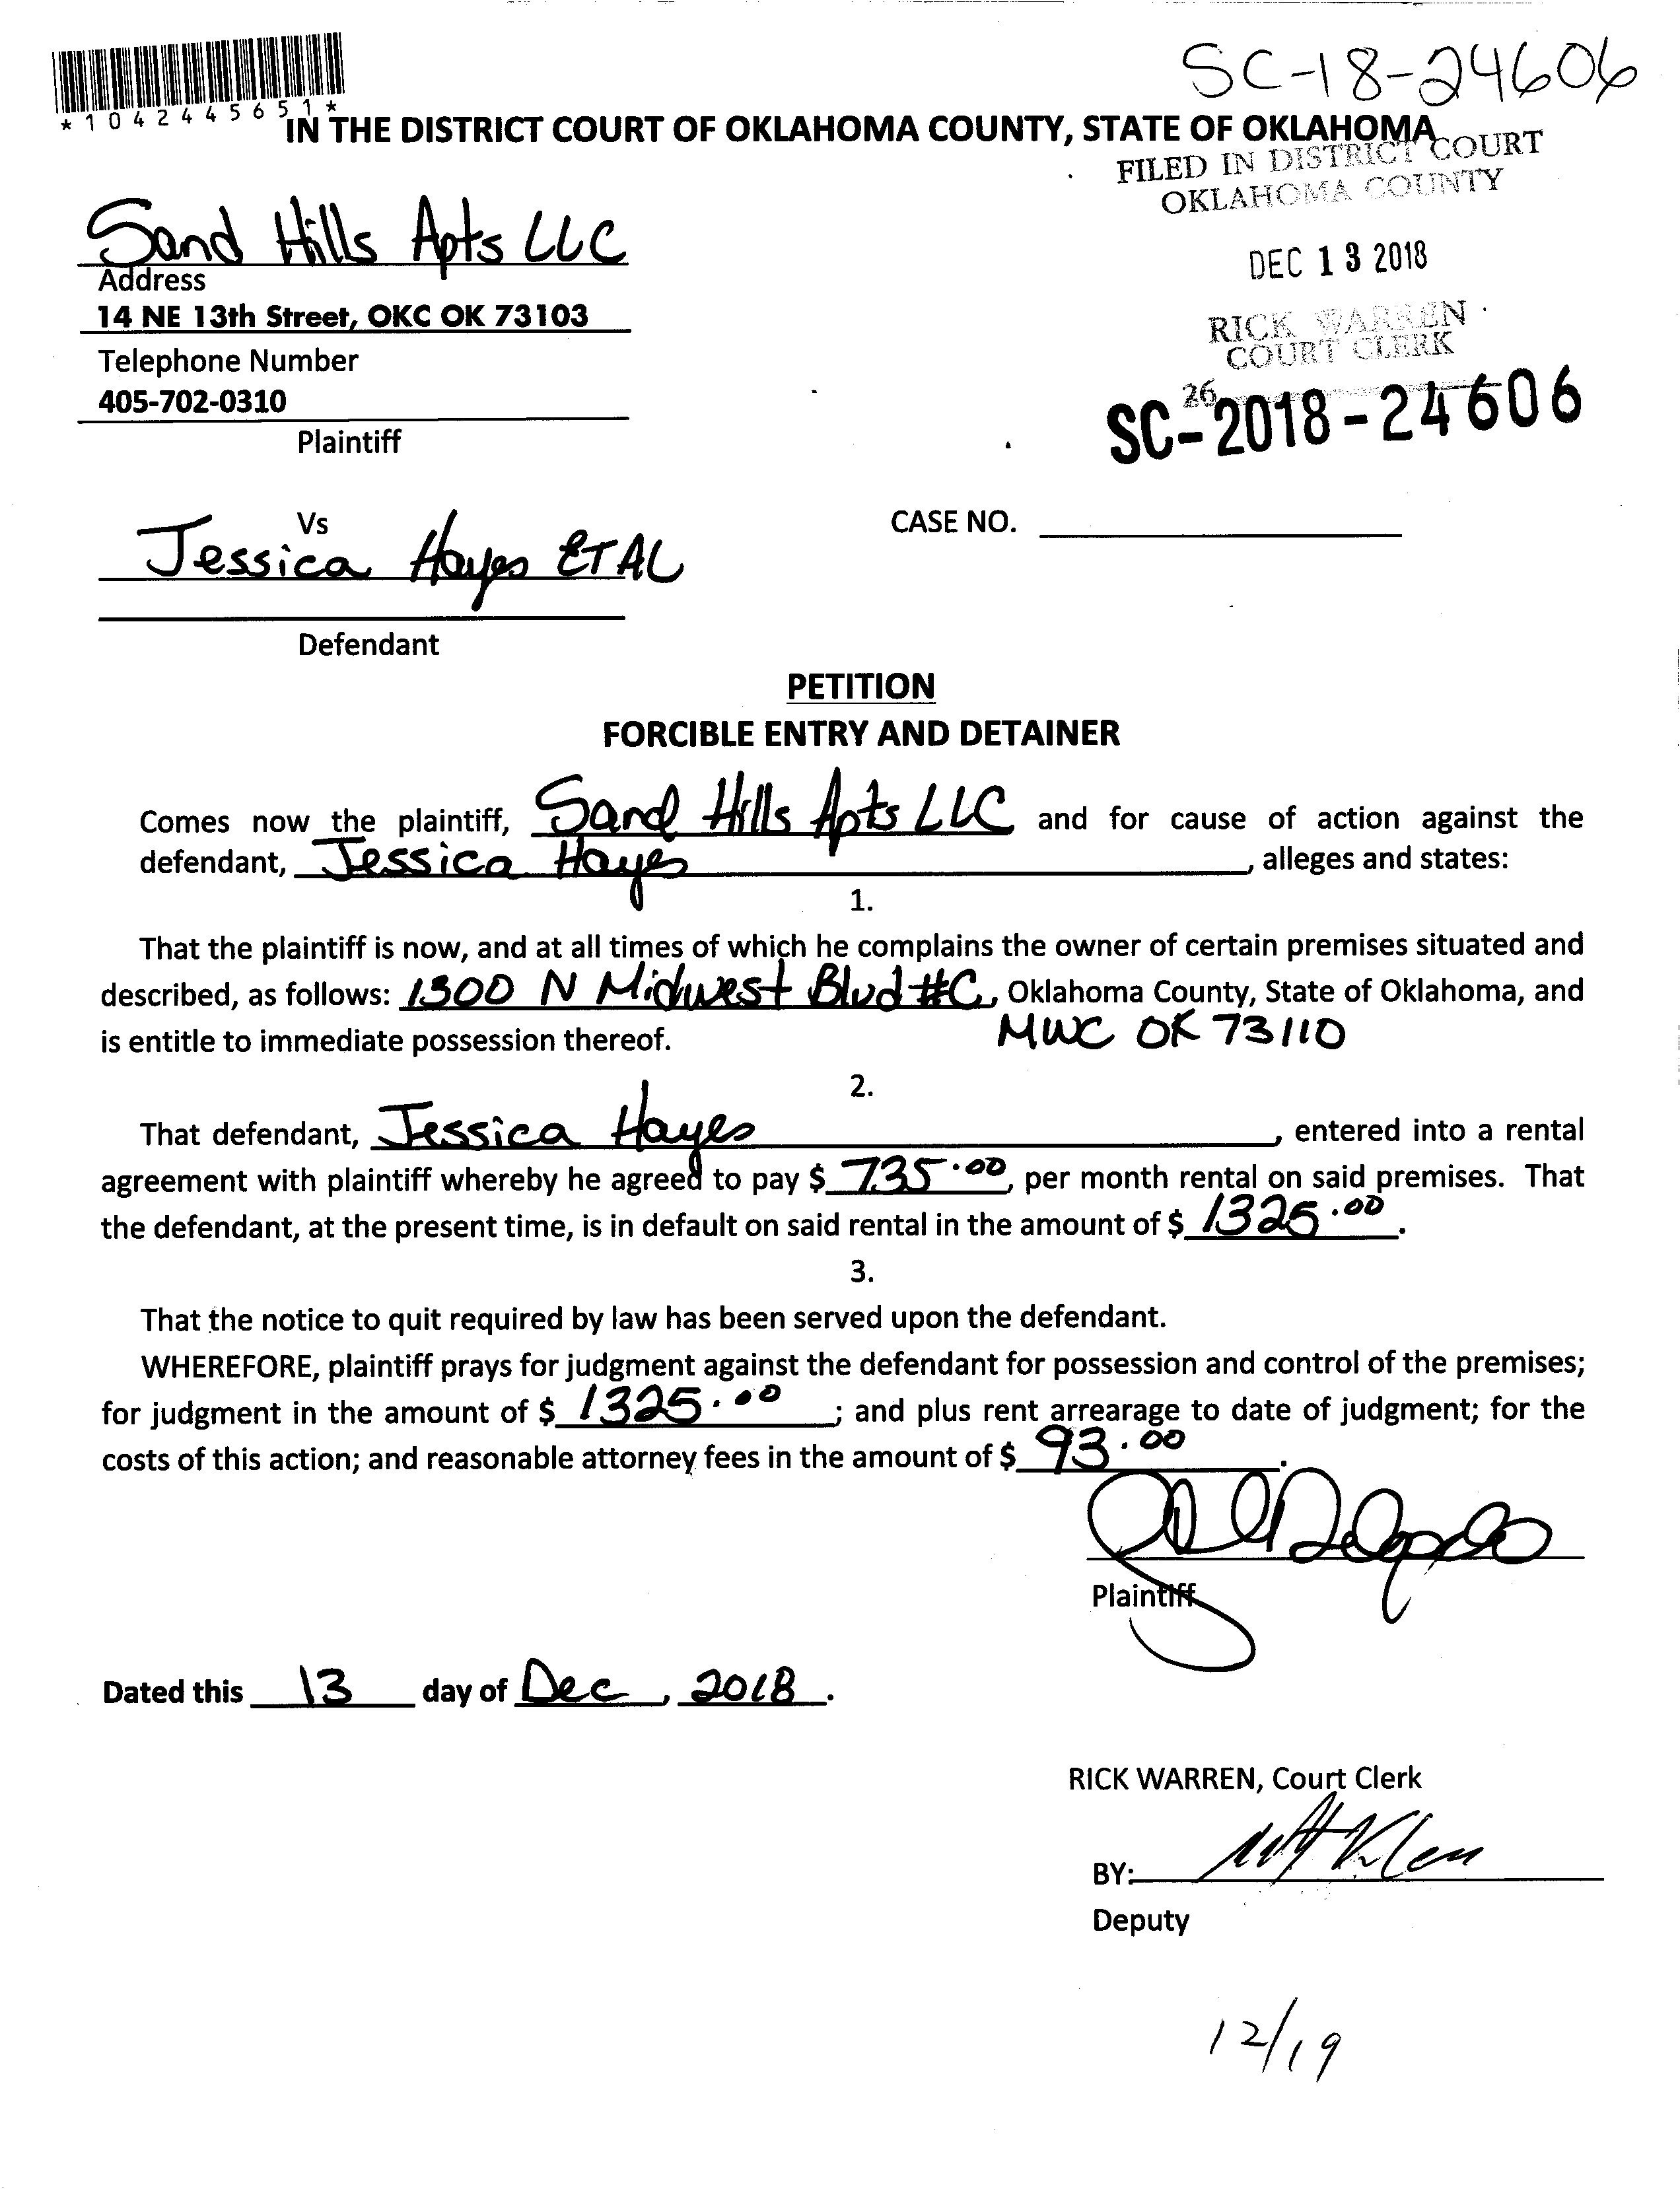 SC-18-24606
*1042445651*
IN THE DISTRICT COURT OF OKLAHOMA COUNTY, STATE OF OKLAHOMA
FILED IN DISTRICT COURT
OKLAHOMA COUNTY
Sand Hills Apts LLC
Address
DEC 13 2018
14 NE 13th Street, OKC OK 73103
RICK WARREN
COURT CLERK
Telephone Number
405-702-0310
26
SC-2018-24606
Plaintiff
Vs
CASE NO.
Jessica Hayes ET AL
Defendant
PETITION
FORCIBLE ENTRY AND DETAINER
Comes now the plaintiff, Sand Hills Apts LLC and for cause of action against the
defendant, Jessica Hayes, alleges and states:
1.
That the plaintiff is now, and at all times of which he complains the owner of certain premises situated and
described, as follows: 1300 N Midwest Blvd #C, Oklahoma County, State of Oklahoma, and
is entitle to immediate possession thereof. MWC OK 73110
2.
That defendant, Jessica Hayes, entered into a rental
agreement with plaintiff whereby he agreed to pay $ 735.00, per month rental on said premises. That
the defendant, at the present time, is in default on said rental in the amount of $ 1325.00.
3.
That the notice to quit required by law has been served upon the defendant.
WHEREFORE, plaintiff prays for judgment against the defendant for possession and control of the premises;
for judgment in the amount of $ 1325.00; and plus rent arrearage to date of judgment; for the
costs of this action; and reasonable attorney fees in the amount of $ 93.00.
Plaintiff
Dated this 13 day of Dec, 2018.
RICK WARREN, Court Clerk
BY:
Deputy
12/19